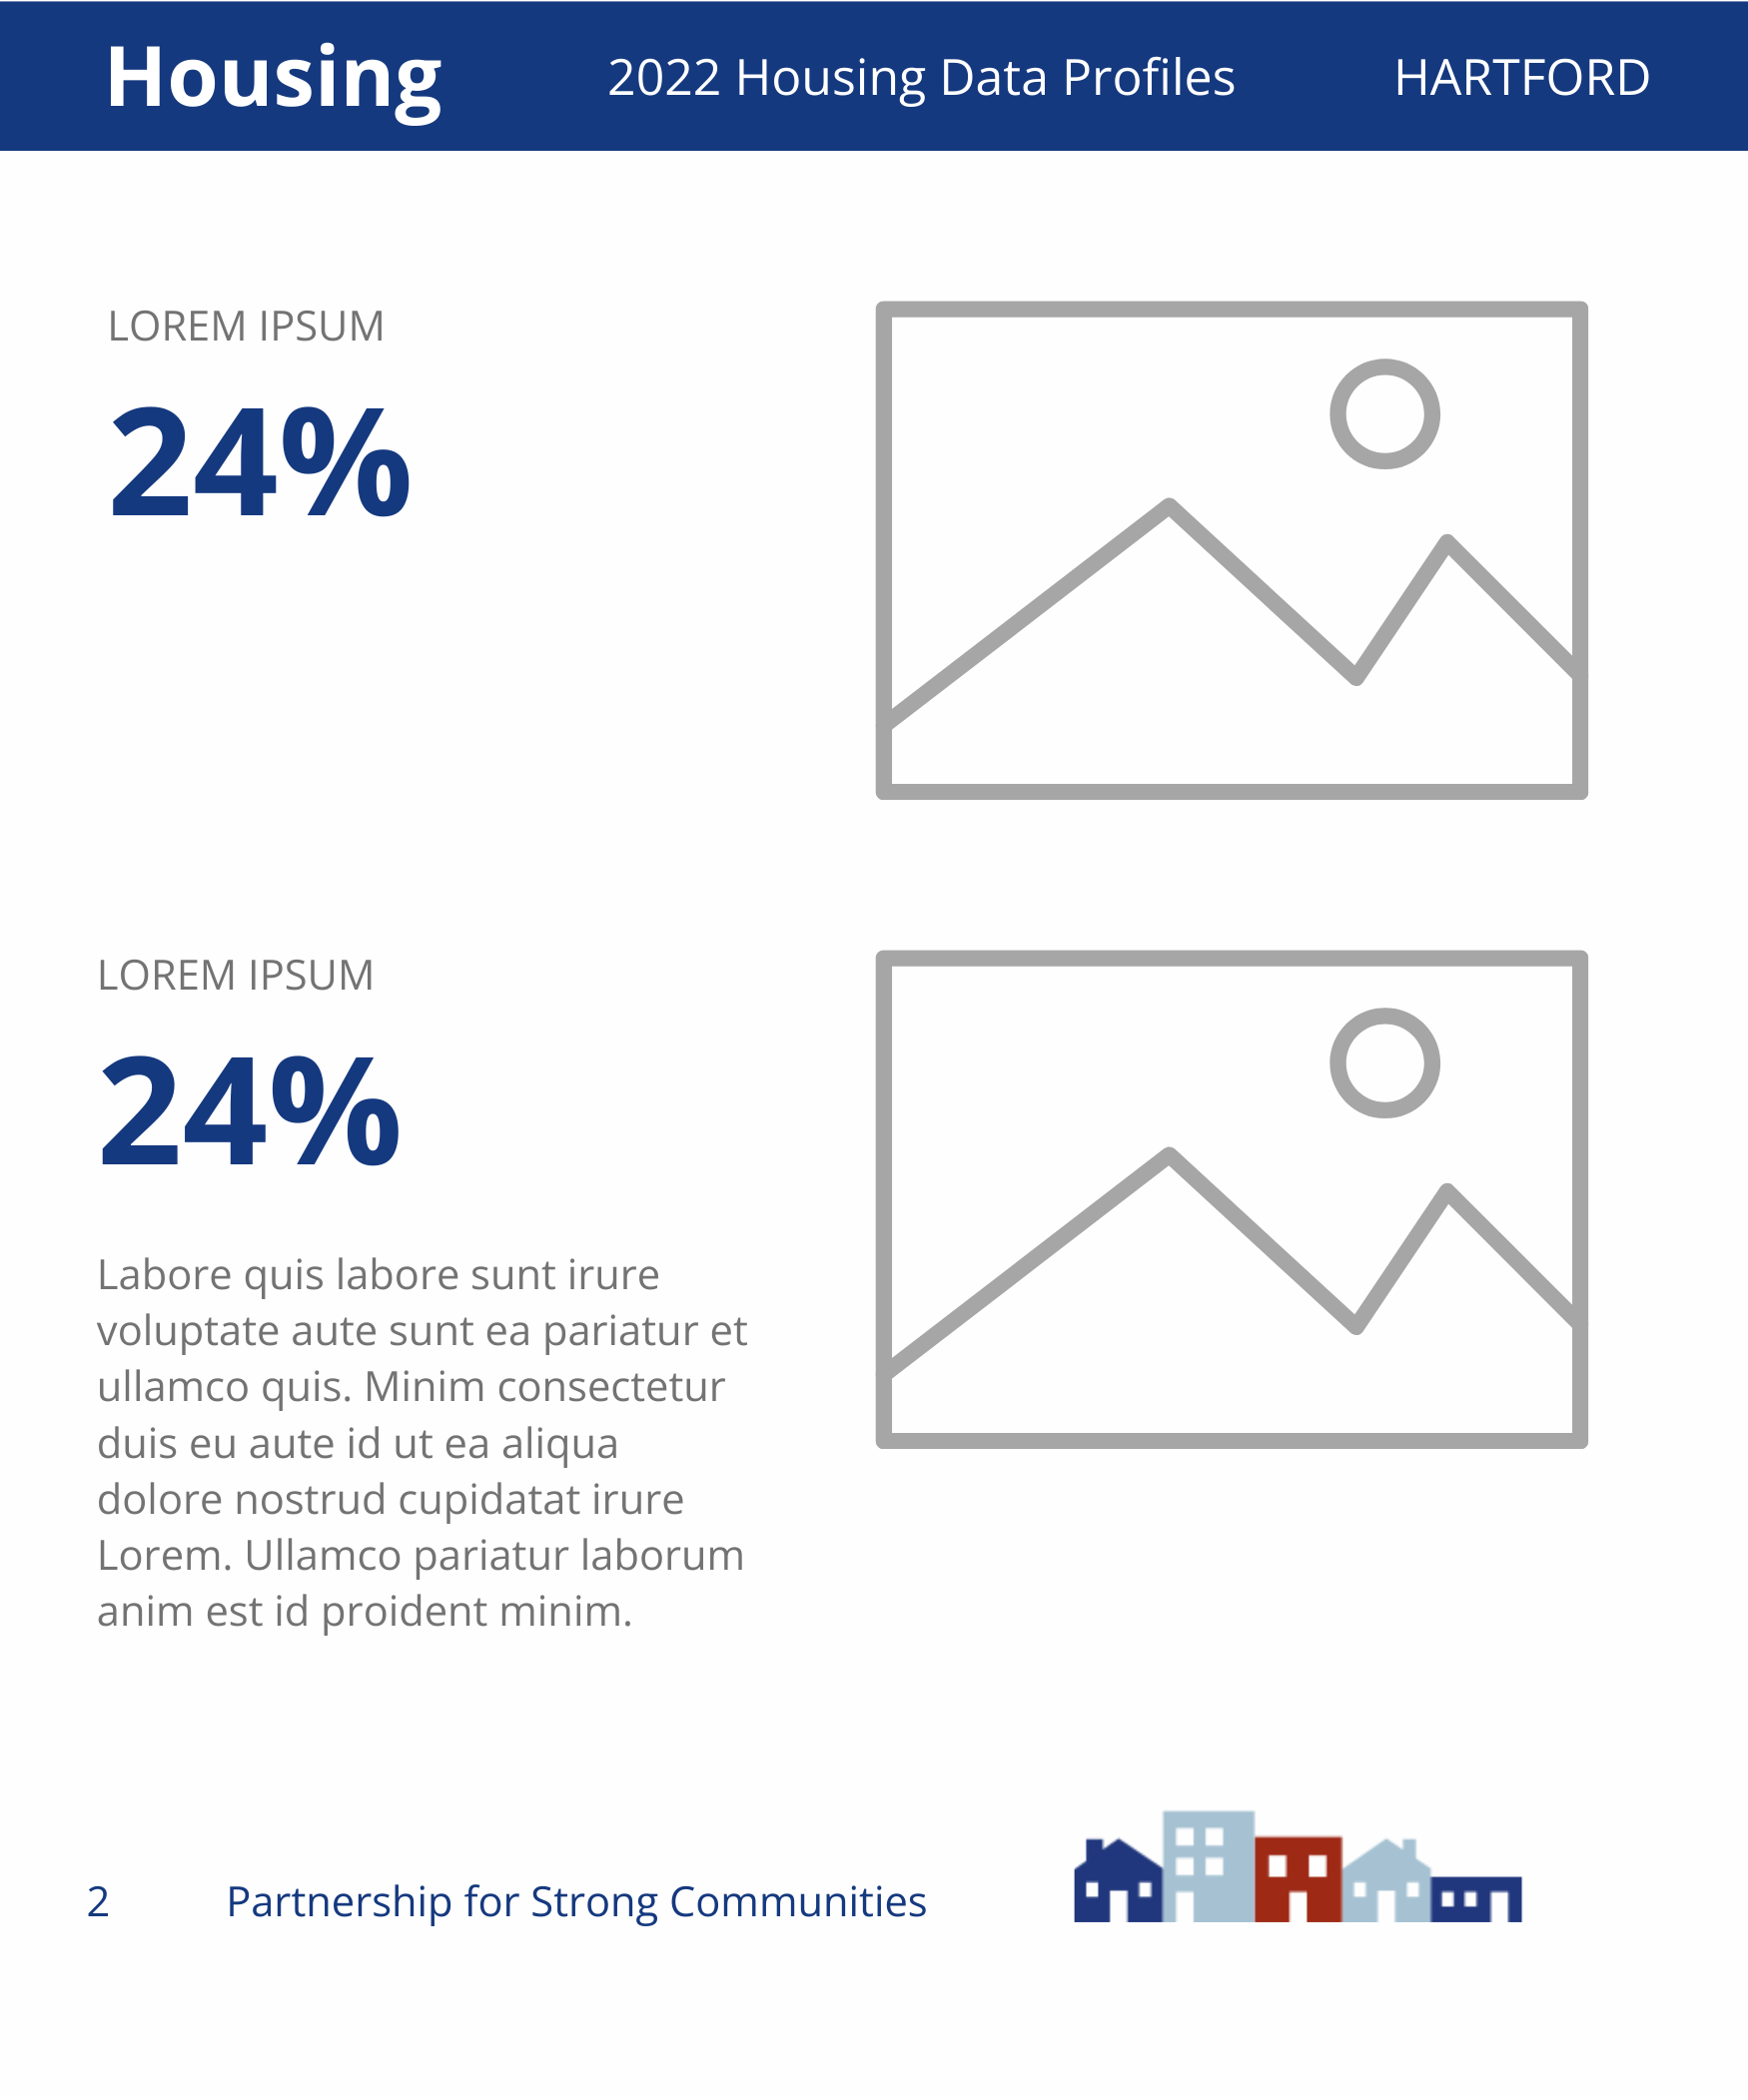 Housing 2022 Housing Data Profiles HARTFORD
LOREM IPSUM
24%
LOREM IPSUM
24%
Labore quis labore sunt irure
voluptate aute sunt ea pariatur et
ullamco quis. Minim consectetur
duis eu aute id ut ea aliqua
dolore nostrud cupidatat irure
Lorem. Ullamco pariatur laborum
anim est id proident minim.
2 Partnership for Strong Communities